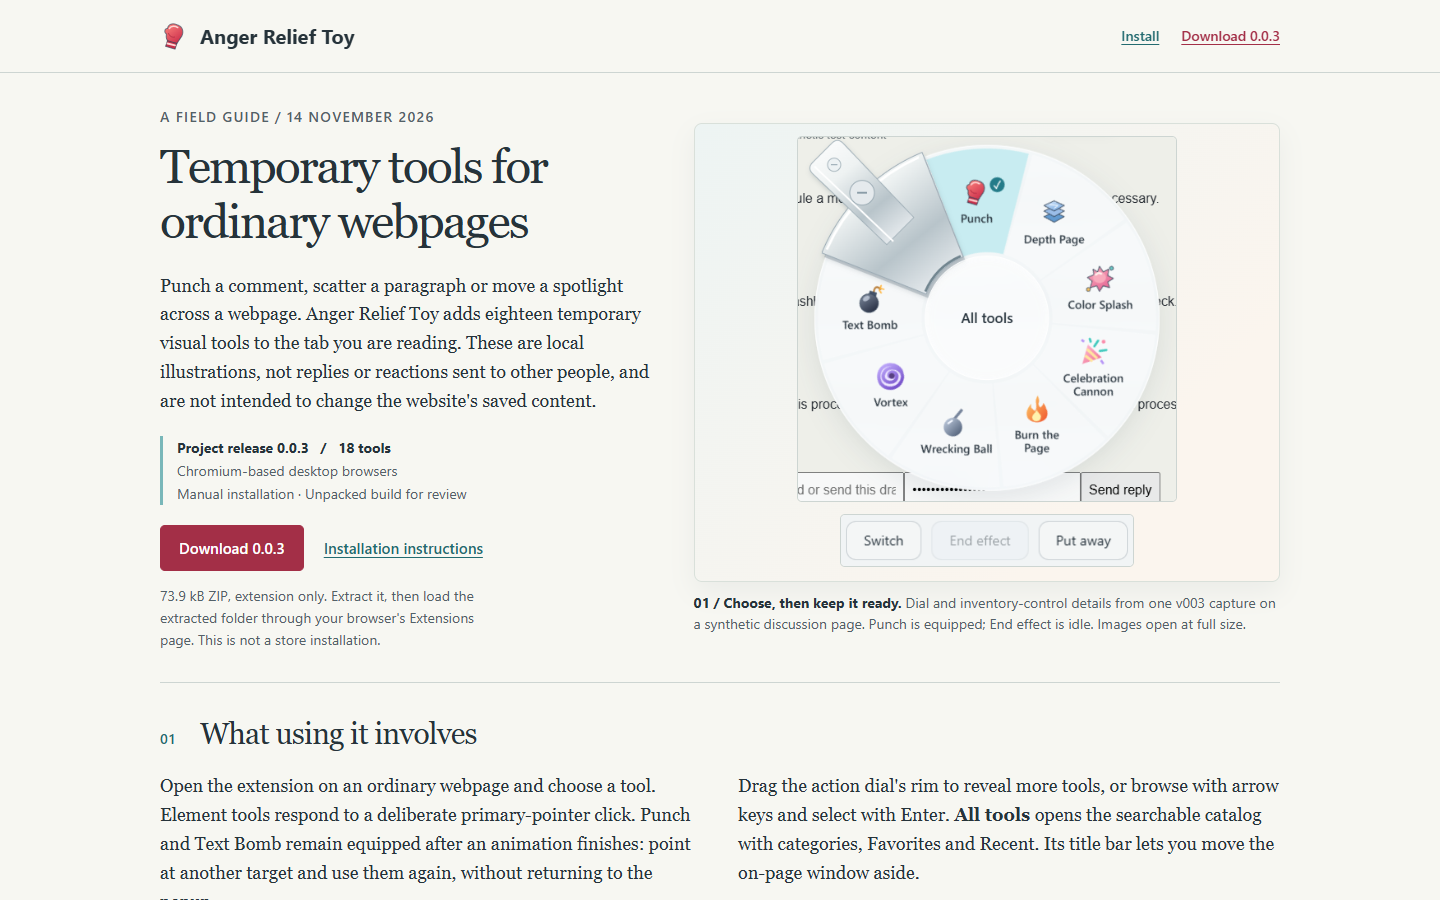 Anger Relief Toy
Install
Download 0.0.3
A FIELD GUIDE / 14 NOVEMBER 2026
Temporary tools for
ordinary webpages
Punch a comment, scatter a paragraph or move a spotlight
across a webpage. Anger Relief Toy adds eighteen temporary
visual tools to the tab you are reading. These are local
illustrations, not replies or reactions sent to other people, and
are not intended to change the website's saved content.
Project release 0.0.3 / 18 tools
Chromium-based desktop browsers
Manual installation · Unpacked build for review
Download 0.0.3
Installation instructions
73.9 kB ZIP, extension only. Extract it, then load the
extracted folder through your browser's Extensions
page. This is not a store installation.
Punch
Depth Page
Color Splash
Celebration
Cannon
Burn the
Page
Wrecking Ball
Vortex
Text Bomb
All tools
cessary.
Send reply
Switch
End effect
Put away
01 / Choose, then keep it ready. Dial and inventory-control details from one v003 capture on
a synthetic discussion page. Punch is equipped; End effect is idle. Images open at full size.
01 What using it involves
Open the extension on an ordinary webpage and choose a tool.
Element tools respond to a deliberate primary-pointer click. Punch
and Text Bomb remain equipped after an animation finishes: point
at another target and use them again, without returning to the
Drag the action dial's rim to reveal more tools, or browse with arrow
keys and select with Enter. All tools opens the searchable catalog
with categories, Favorites and Recent. Its title bar lets you move the
on-page window aside.